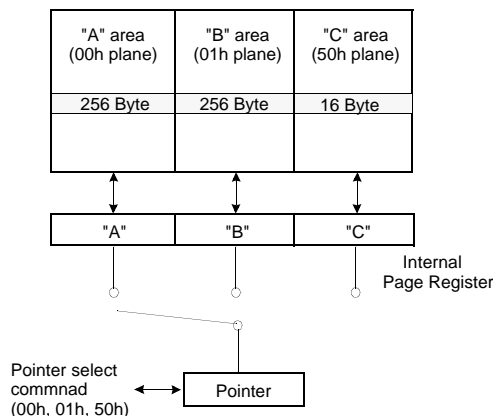 "A" area
(00h plane)
"B" area
(01h plane)
"C" area
(50h plane)
256 Byte
256 Byte
16 Byte
"A"
"B"
"C"
Internal
Page Register
Pointer select
commnad
(00h, 01h, 50h)
Pointer